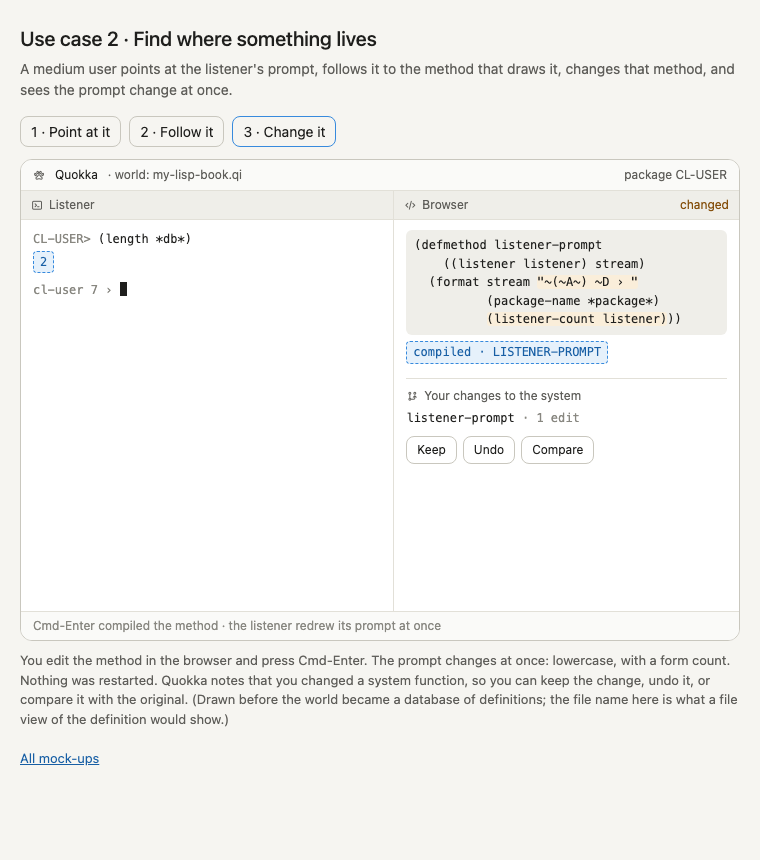 Use case 2 · Find where something lives
A medium user points at the listener's prompt, follows it to the method that draws it, changes that method, and
sees the prompt change at once.
1 · Point at it
2 · Follow it
3 · Change it
Quokka · world: my-lisp-book.qi
package CL-USER
Listener
CL-USER> (length *db*)
2
cl-user 7 ›
Browser
changed
(defmethod listener-prompt
((listener listener) stream)
(format stream "~(~A~) ~D › "
(package-name *package*)
(listener-count listener)))
compiled · LISTENER-PROMPT
Your changes to the system
listener-prompt · 1 edit
Keep
Undo
Compare
Cmd-Enter compiled the method · the listener redrew its prompt at once
You edit the method in the browser and press Cmd-Enter. The prompt changes at once: lowercase, with a form count.
Nothing was restarted. Quokka notes that you changed a system function, so you can keep the change, undo it, or
compare it with the original. (Drawn before the world became a database of definitions; the file name here is what a file
view of the definition would show.)
All mock-ups